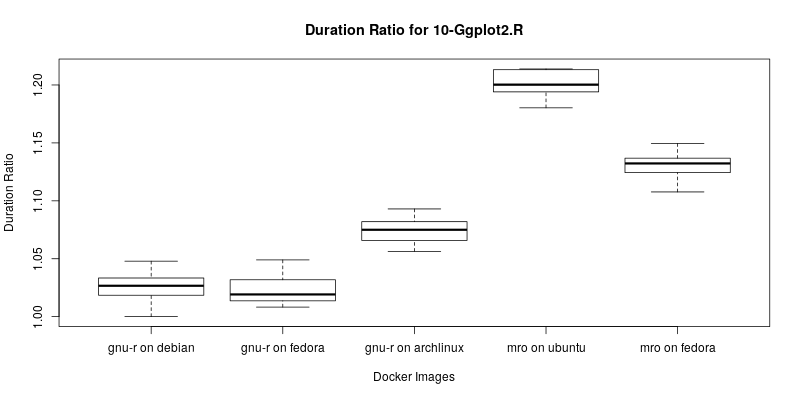 Duration Ratio for 10-Ggplot2.R
Duration Ratio
1.20
1.15
1.10
1.05
1.00
gnu-r on debian
gnu-r on fedora
gnu-r on archlinux
mro on ubuntu
mro on fedora
Docker Images